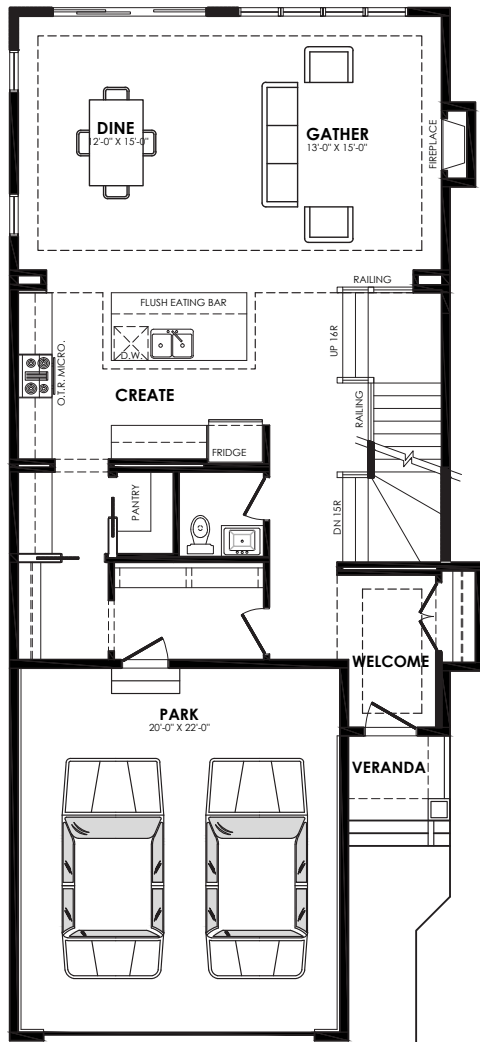 DINE
12'-0" X 15'-0"
GATHER
13'-0" X 15'-0"
FIREPLACE
RAILING
FLUSH EATING BAR
D.W.
UP 16R
O.T.R. MICRO.
CREATE
RAILING
FRIDGE
PANTRY
DN 15R
WELCOME
PARK
20'-0" X 22'-0"
VERANDA